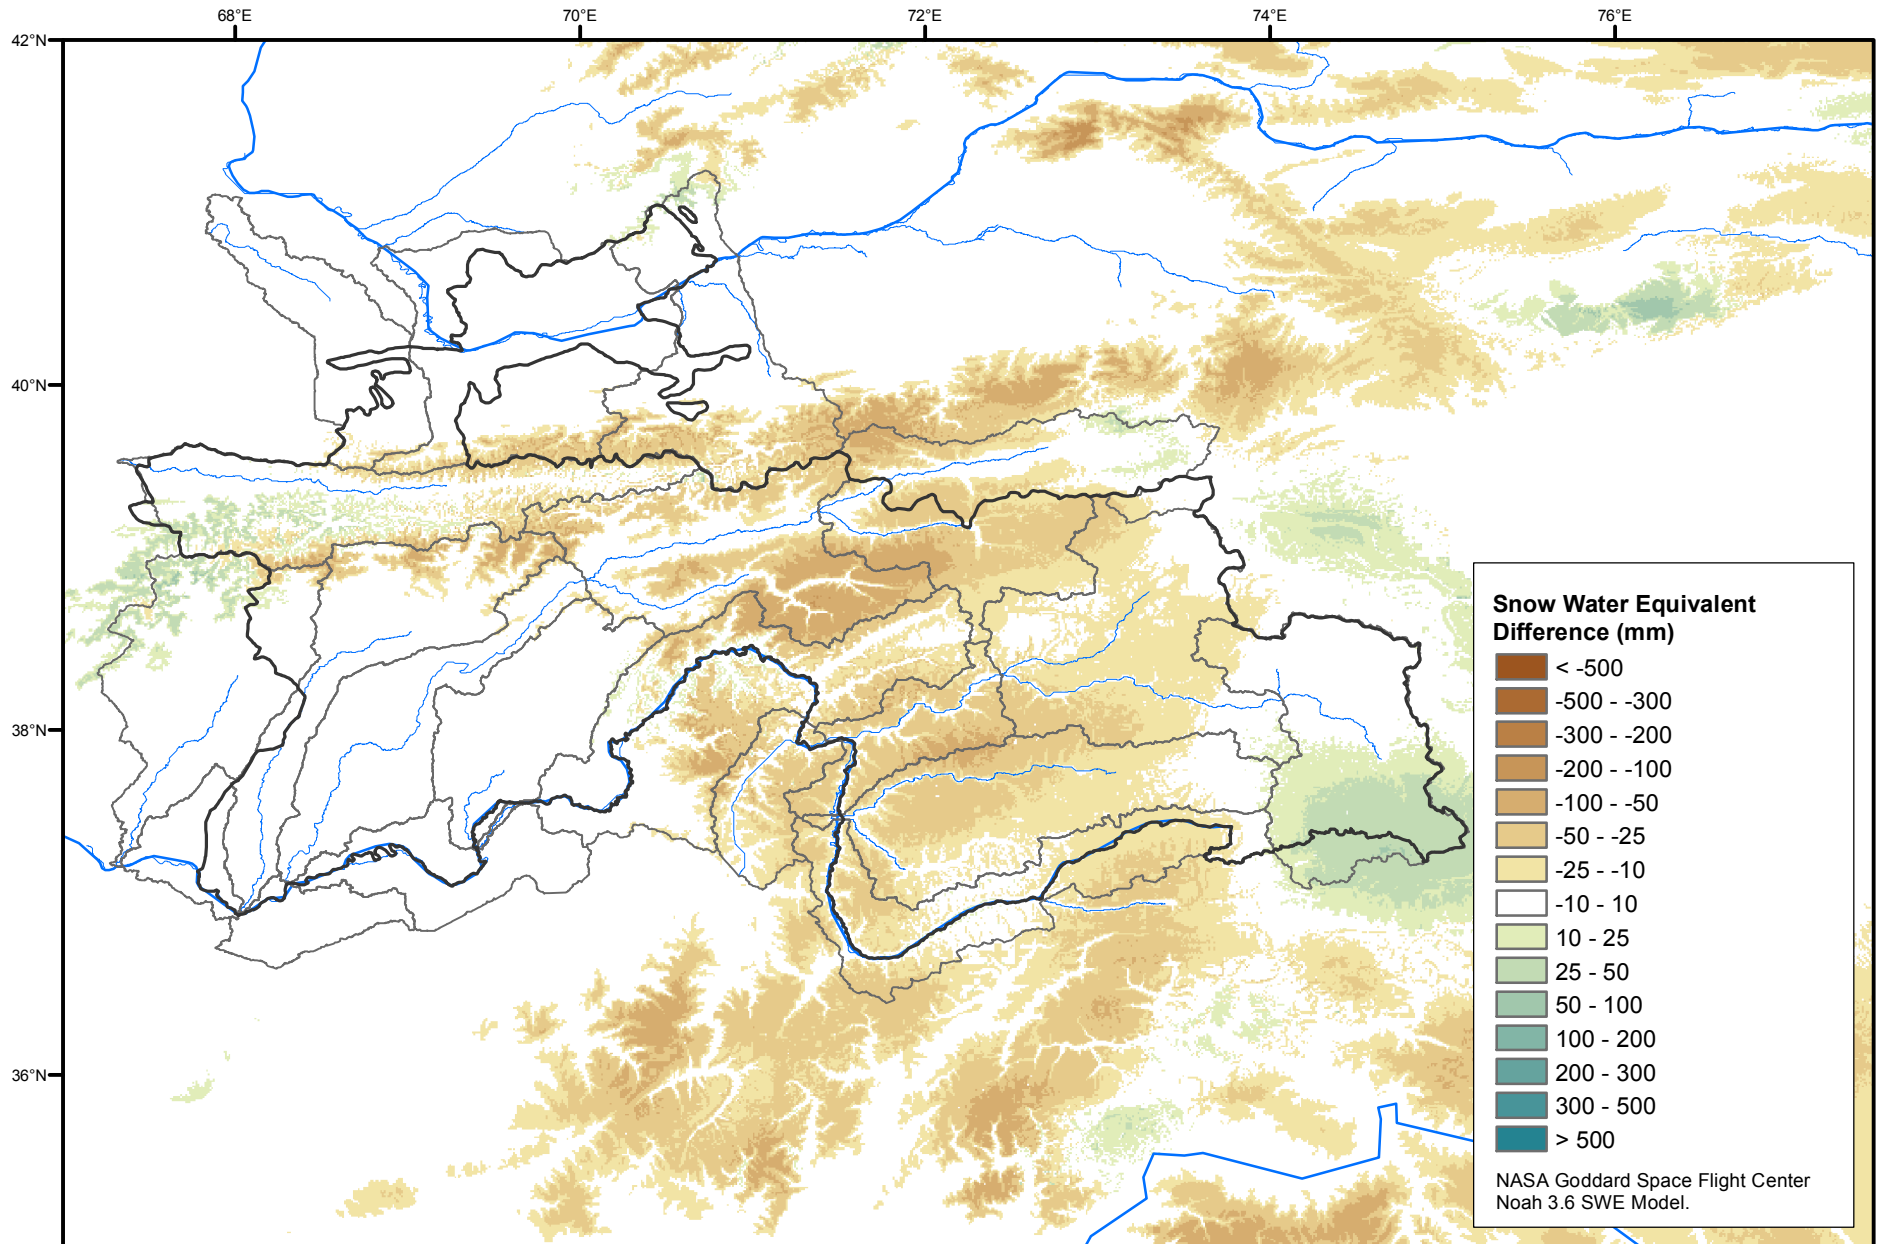 68°E
70°E
72°E
74°E
76°E
42°N
40°N
38°N
36°N
Snow Water Equivalent
Difference (mm)
< -500
-500 - -300
-300 - -200
-200 - -100
-100 - -50
-50 - -25
-25 - -10
-10 - 10
10 - 25
25 - 50
50 - 100
100 - 200
200 - 300
300 - 500
> 500
NASA Goddard Space Flight Center
Noah 3.6 SWE Model.